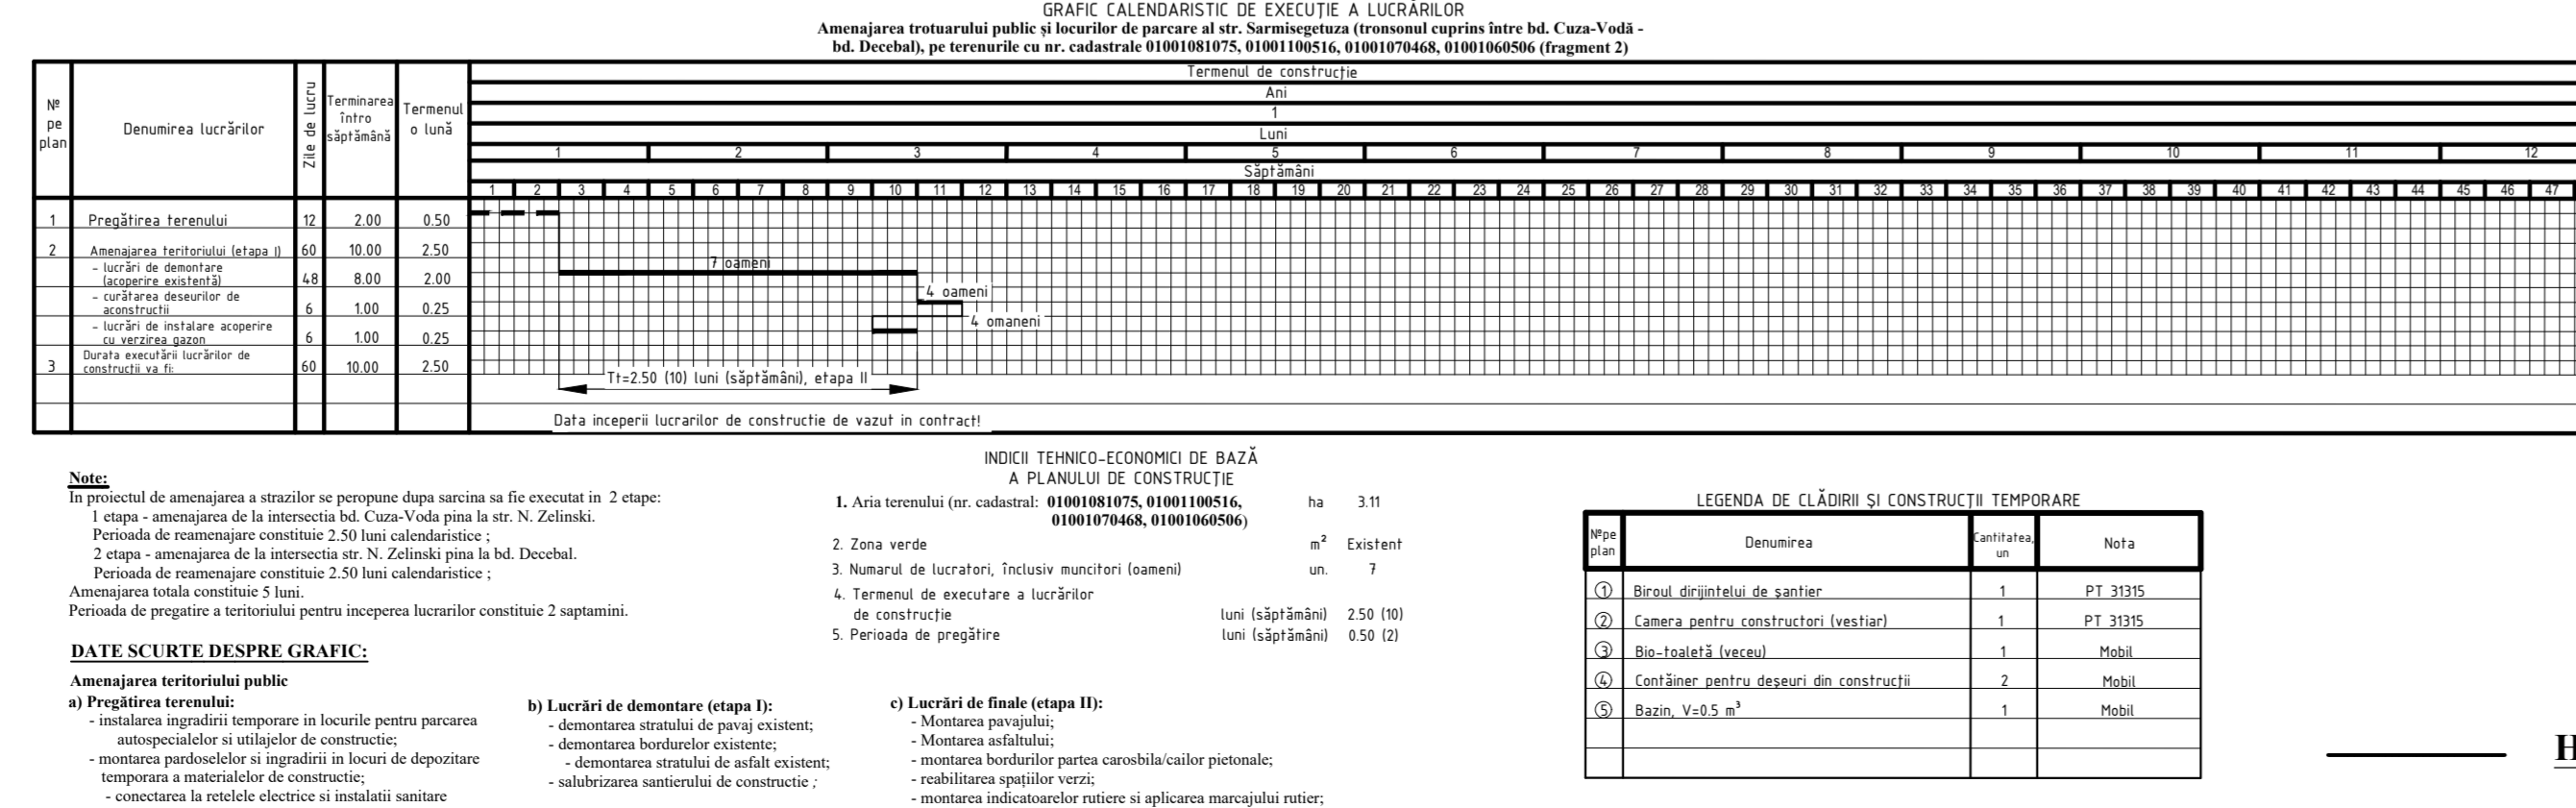 GRAFIC CALENDARISTIC DE EXECUȚIE A LUCRĂRILOR
Amenajarea trotuarului public și locurilor de parcare al str. Sarmisegetuza (tronsonul cuprins între bd. Cuza-Vodă -
bd. Decebal), pe terenurile cu nr. cadastrale 01001081075, 01001100516, 01001070468, 01001060506 (fragment 2)
Nº
pe
plan
Denumirea lucrărilor
Zile de lucru
Terminarea
întro
săptămână
Termenul
o lună
Termenul de construcție
Ani
1
Luni
1 2 3 4 5 6 7 8 9 10 11 12
Săptămâni
1 2 3 4 5 6 7 8 9 10 11 12 13 14 15 16 17 18 19 20 21 22 23 24 25 26 27 28 29 30 31 32 33 34 35 36 37 38 39 40 41 42 43 44 45 46 47
1 Pregătirea terenului 12 2.00 0.50
2 Amenajarea teritoriului (etapa I) 60 10.00 2.50
- lucrări de demontare
(acoperire existentă) 48 8.00 2.00
7 oameni
- curătarea deseurilor de
aconstructii 6 1.00 0.25
4 oameni
- lucrări de instalare acoperire
cu verzirea gazon 6 1.00 0.25
4 omaneni
Durata executării lucrărilor de
3 construcții va fi: 60 10.00 2.50
Tt=2.50 (10) luni (săptămâni), etapa II
Data inceperii lucrarilor de constructie de vazut in contract!
Note:
In proiectul de amenajarea a strazilor se peropune dupa sarcina sa fie executat in 2 etape:
1 etapa - amenajarea de la intersectia bd. Cuza-Voda pina la str. N. Zelinski.
Perioada de reamenajare constituie 2.50 luni calendaristice ;
2 etapa - amenajarea de la intersectia str. N. Zelinski pina la bd. Decebal.
Perioada de reamenajare constituie 2.50 luni calendaristice ;
Amenajarea totala constituie 5 luni.
Perioada de pregatire a teritoriului pentru inceperea lucrarilor constituie 2 saptamini.
DATE SCURTE DESPRE GRAFIC:
Amenajarea teritoriului public
a) Pregătirea terenului:
- instalarea ingradirii temporare in locurile pentru parcarea
autospecialelor si utilajelor de constructie;
- montarea pardoselelor si ingradirii in locuri de depozitare
temporara a materialelor de constructie;
- conectarea la retelele electrice si instalatii sanitare
b) Lucrări de demontare (etapa I):
- demontarea stratului de pavaj existent;
- demontarea bordurelor existente;
- demontarea stratului de asfalt existent;
- salubrizarea santierului de constructie ;
INDICII TEHNICO-ECONOMICI DE BAZĂ
A PLANULUI DE CONSTRUCȚIE
1. Aria terenului (nr. cadastral: 01001081075, 01001100516, ha 3.11
01001070468, 01001060506)
2. Zona verde m² Existent
3. Numarul de lucratori, înclusiv muncitori (oameni) un. 7
4. Termenul de executare a lucrărilor
de construcție luni (săptămâni) 2.50 (10)
5. Perioada de pregătire luni (săptămâni) 0.50 (2)
c) Lucrări de finale (etapa II):
- Montarea pavajului;
- Montarea asfaltului;
- montarea bordurilor partea carosbila/cailor pietonale;
- reabilitarea spațiilor verzi;
- montarea indicatoarelor rutiere si aplicarea marcajului rutier;
LEGENDA DE CLĂDIRII ȘI CONSTRUCȚII TEMPORARE
Nºpe
plan
Denumirea
Cantitatea,
un
Nota
1 Biroul dirijintelui de șantier 1 PT 31315
2 Camera pentru constructori (vestiar) 1 PT 31315
3 Bio-toaletă (veceu) 1 Mobil
4 Contăiner pentru deșeuri din construcții 2 Mobil
5 Bazin, V=0.5 m³ 1 Mobil